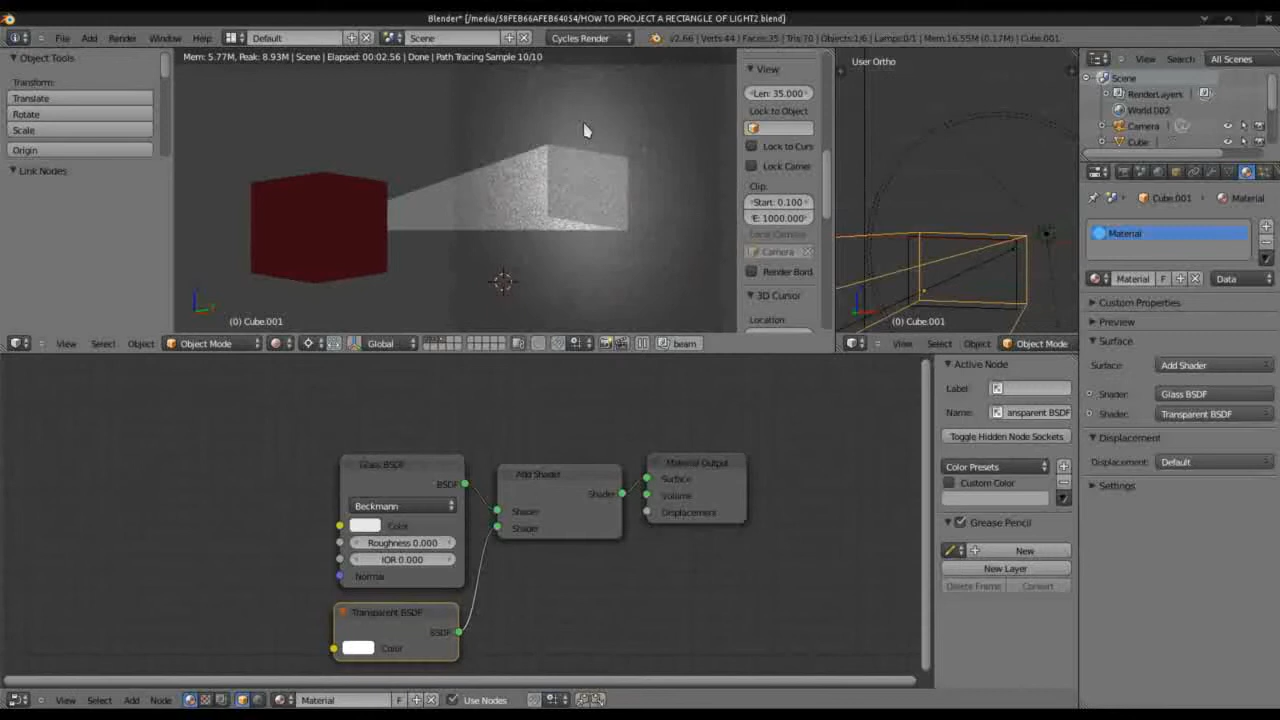 Blender* [/media/58FEB66AFEB64054/HOW TO PROJECT A RECTANGLE OF LIGHT2.blend]
File Add Render Window Help Default Scene Cycles Render v2.66 | Verts:44 | Faces:35 | Tris:70 | Objects:1/6 | Lamps:0/1 | Mem:16.55M (0.17M) | Cube.001
Object Tools
Transform:
Translate
Rotate
Scale
Origin
Link Nodes
Mem: 5.77M, Peak: 8.93M | Scene | Elapsed: 00:02.56 | Done | Path Tracing Sample 10/10
(0) Cube.001
View Select Object Object Mode Global beam
View
Len: 35.000
Lock to Object
Lock to Curs
Lock Camer
Clip:
Start: 0.100
E: 1000.000
Local Camera
Camera
Render Bord
3D Cursor
Location:
User Ortho
(0) Cube.001
View Select Object Object Mode
View Search All Scenes
Scene
RenderLayers
World.002
Camera
Cube
Cube.001 Material
Material
Material F Data
Custom Properties
Preview
Surface
Surface: Add Shader
Shader: Glass BSDF
Shader: Transparent BSDF
Displacement
Displacement: Default
Settings
Glass BSDF
BSDF
Beckmann
Color
Roughness 0.000
IOR 0.000
Normal
Transparent BSDF
BSDF
Color
Add Shader
Shader
Shader
Shader
Material Output
Surface
Volume
Displacement
Active Node
Label:
Name: ansparent BSDF
Toggle Hidden Node Sockets
Color Presets
Custom Color
Grease Pencil
New
New Layer
Delete Frame Convert
View Select Add Node Material F Use Nodes